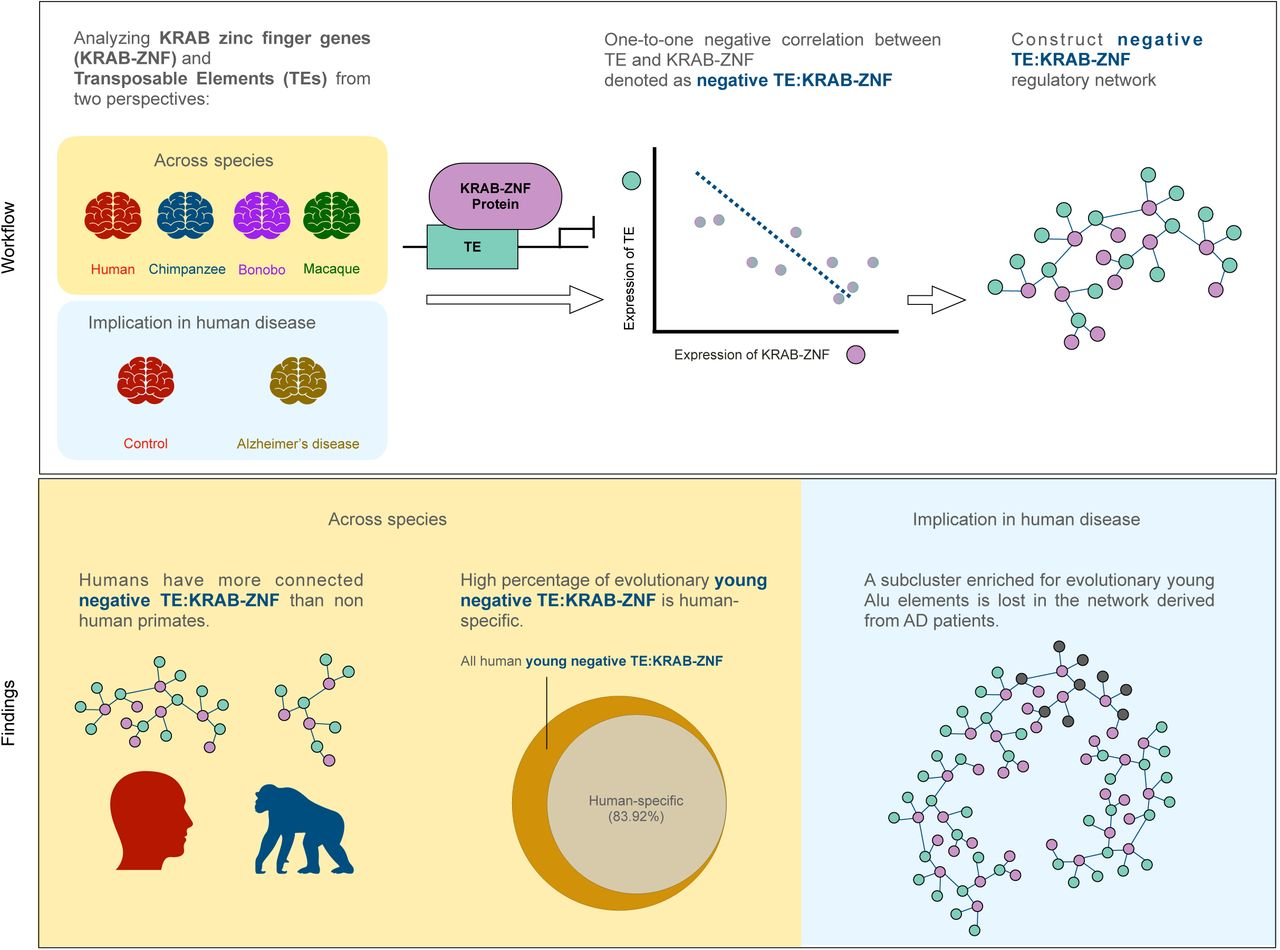 Workflow
Analyzing KRAB zinc finger genes
(KRAB-ZNF) and
Transposable Elements (TEs) from
two perspectives:
Across species
Human
Chimpanzee
Bonobo
Macaque
Implication in human disease
Control
Alzheimer's disease
KRAB-ZNF
Protein
TE
One-to-one negative correlation between
TE and KRAB-ZNF
denoted as negative TE:KRAB-ZNF
Expression of TE
Expression of KRAB-ZNF
Construct negative
TE:KRAB-ZNF
regulatory network
Findings
Across species
Humans have more connected
negative TE:KRAB-ZNF than non
human primates.
High percentage of evolutionary young
negative TE:KRAB-ZNF is human-
specific.
All human young negative TE:KRAB-ZNF
Human-specific
(83.92%)
Implication in human disease
A subcluster enriched for evolutionary young
Alu elements is lost in the network derived
from AD patients.